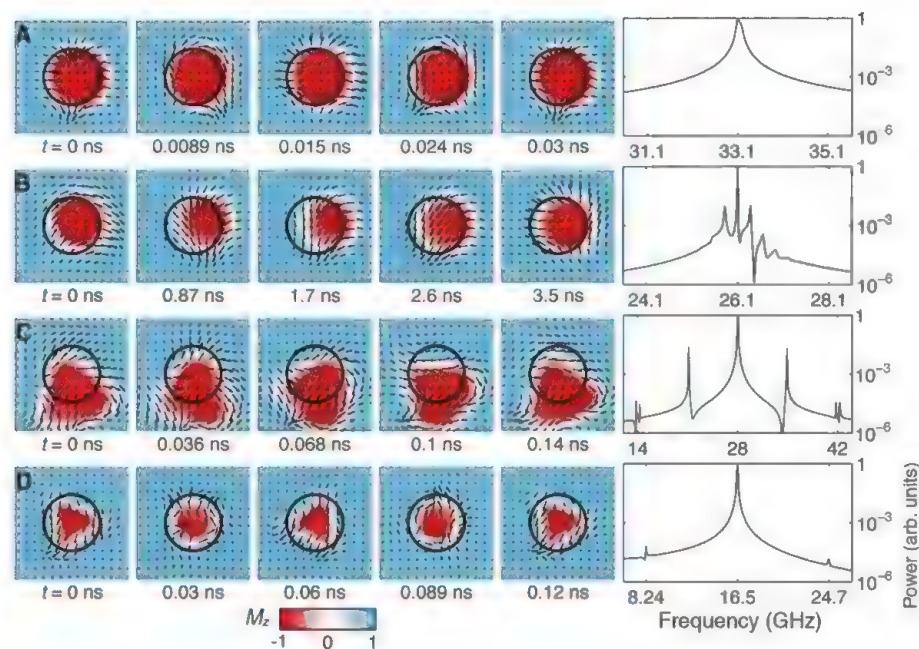 A
t = 0 ns 0.0089 ns 0.015 ns 0.024 ns 0.03 ns
1
10⁻³
10⁻⁶
31.1 33.1 35.1
B
t = 0 ns 0.87 ns 1.7 ns 2.6 ns 3.5 ns
1
10⁻³
10⁻⁶
24.1 26.1 28.1
C
t = 0 ns 0.036 ns 0.068 ns 0.1 ns 0.14 ns
1
10⁻³
10⁻⁶
14 28 42
D
t = 0 ns 0.03 ns 0.06 ns 0.089 ns 0.12 ns
1
10⁻³
10⁻⁶
8.24 16.5 24.7
Frequency (GHz)
Power (arb. units)
M_z
-1 0 1